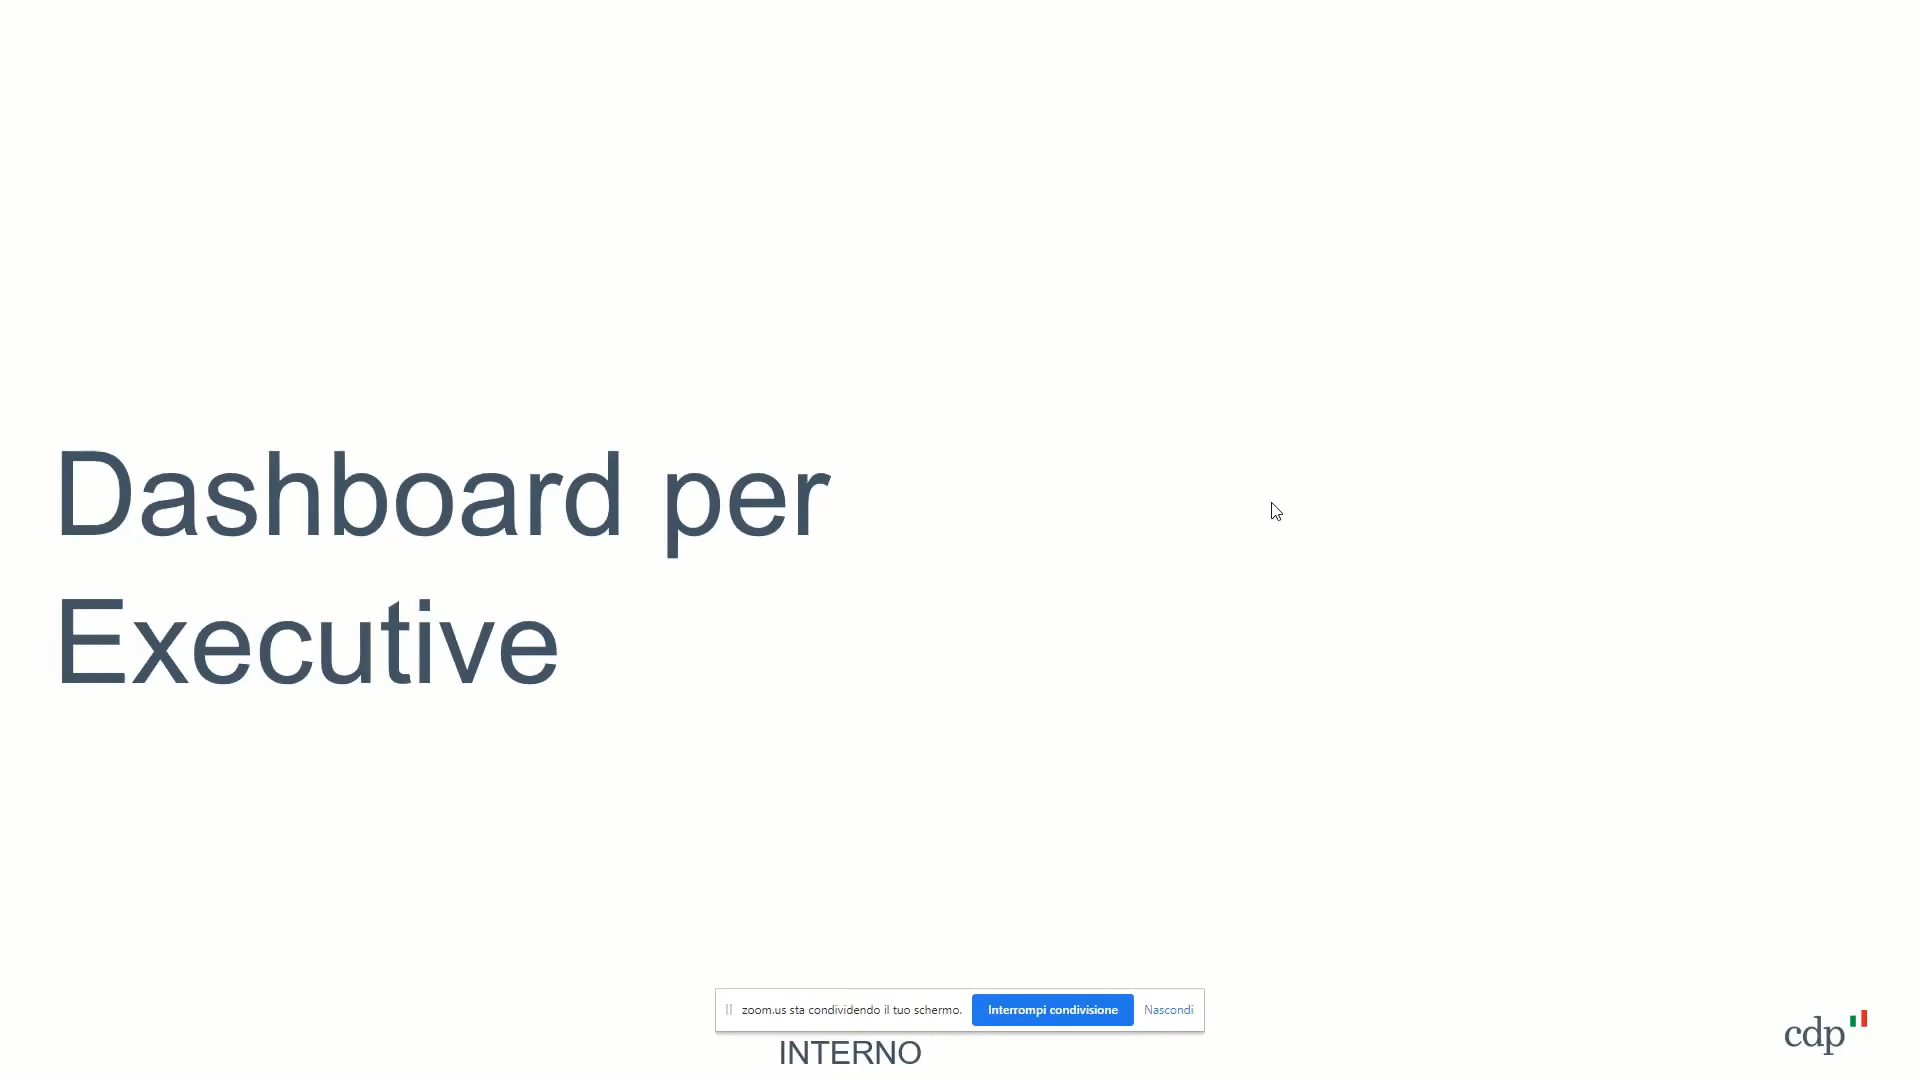 Dashboard per
Executive
zoom.us sta condividendo il tuo schermo. Interrompi condivisione Nascondi
INTERNO
cdp